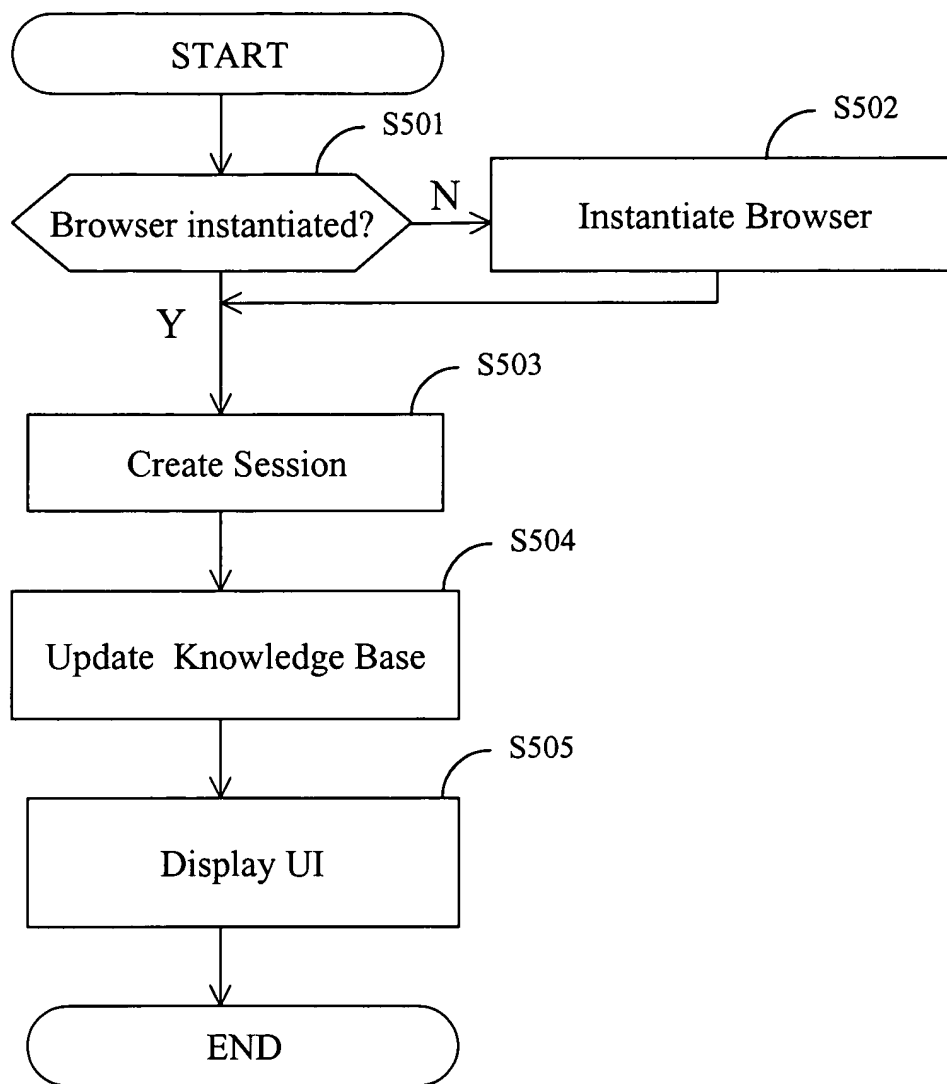 START
S501
S502
Browser instantiated?
N
Instantiate Browser
Y
S503
Create Session
S504
Update Knowledge Base
S505
Display UI
END